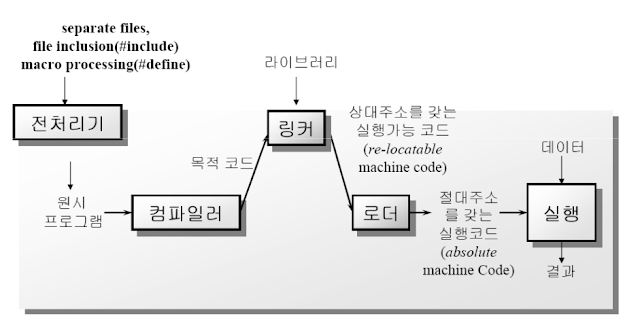 separate files,
file inclusion(#include)
macro processing(#define)
전처리기
원시
프로그램
컴파일러
목적 코드
라이브러리
링커
상대주소를 갖는
실행가능 코드
(re-locatable
machine code)
로더
절대주소
를 갖는
실행코드
(absolute
machine Code)
데이터
실행
결과